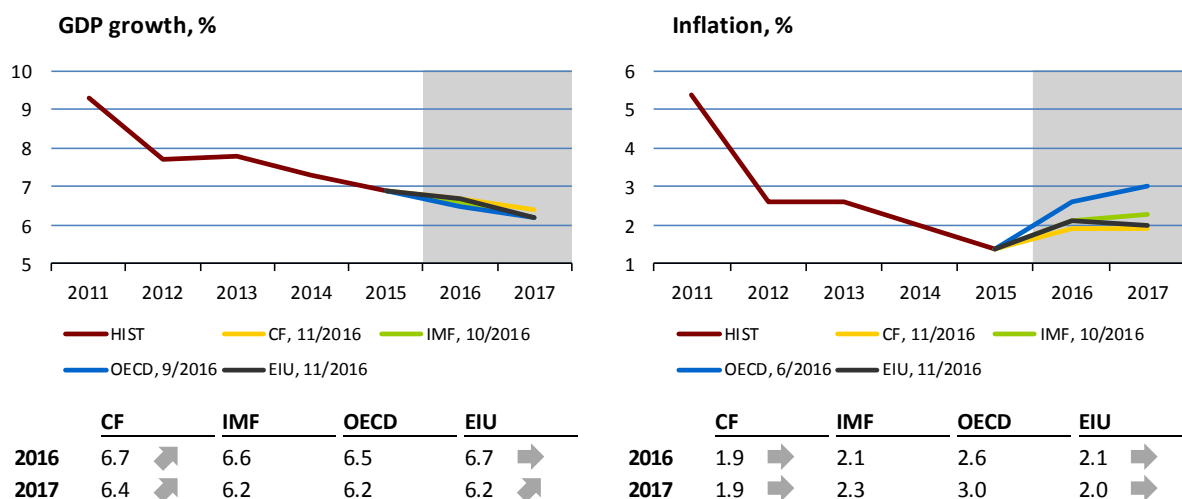 GDP growth, %
10
9
8
7
6
5
2011 2012 2013 2014 2015 2016 2017
HIST CF, 11/2016 IMF, 10/2016
OECD, 9/2016 EIU, 11/2016
CF IMF OECD EIU
2016 6.7 6.6 6.5 6.7
2017 6.4 6.2 6.2 6.2
Inflation, %
6
5
4
3
2
1
2011 2012 2013 2014 2015 2016 2017
HIST CF, 11/2016 IMF, 10/2016
OECD, 6/2016 EIU, 11/2016
CF IMF OECD EIU
2016 1.9 2.1 2.6 2.1
2017 1.9 2.3 3.0 2.0